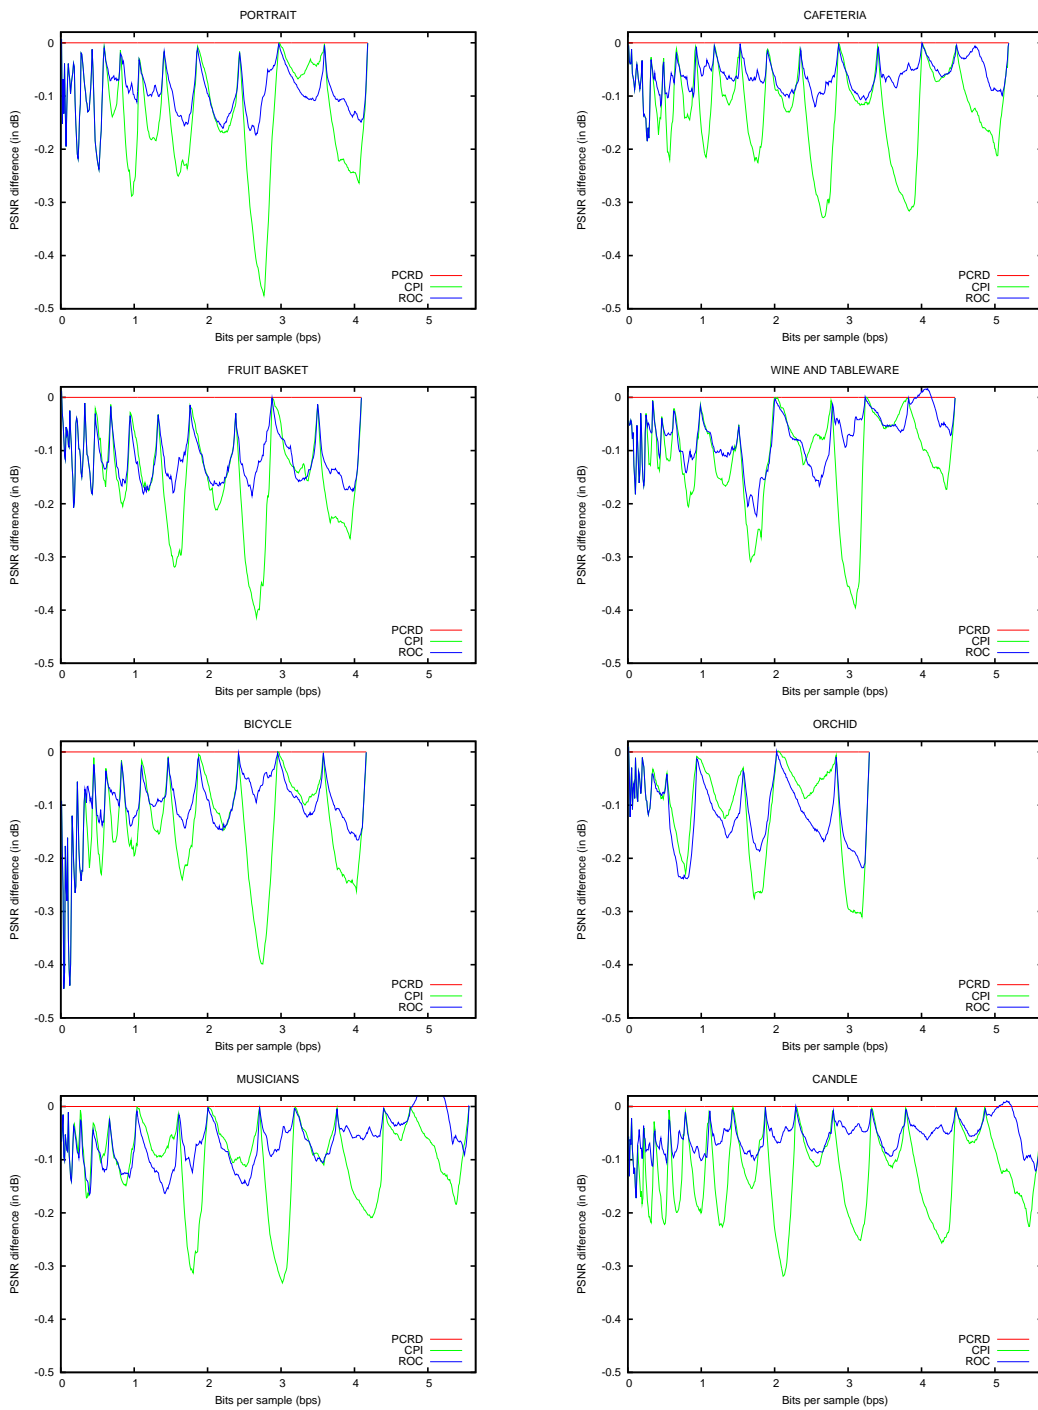 PORTRAIT
0
-0.1
-0.2
-0.3
-0.4
-0.5
PSNR difference (in dB)
PCRD
CPI
ROC
0 1 2 3 4 5
Bits per sample (bps)
CAFETERIA
0
-0.1
-0.2
-0.3
-0.4
-0.5
PSNR difference (in dB)
PCRD
CPI
ROC
0 1 2 3 4 5
Bits per sample (bps)
FRUIT BASKET
0
-0.1
-0.2
-0.3
-0.4
-0.5
PSNR difference (in dB)
PCRD
CPI
ROC
0 1 2 3 4 5
Bits per sample (bps)
WINE AND TABLEWARE
0
-0.1
-0.2
-0.3
-0.4
-0.5
PSNR difference (in dB)
PCRD
CPI
ROC
0 1 2 3 4 5
Bits per sample (bps)
BICYCLE
0
-0.1
-0.2
-0.3
-0.4
-0.5
PSNR difference (in dB)
PCRD
CPI
ROC
0 1 2 3 4 5
Bits per sample (bps)
ORCHID
0
-0.1
-0.2
-0.3
-0.4
-0.5
PSNR difference (in dB)
PCRD
CPI
ROC
0 1 2 3 4 5
Bits per sample (bps)
MUSICIANS
0
-0.1
-0.2
-0.3
-0.4
-0.5
PSNR difference (in dB)
PCRD
CPI
ROC
0 1 2 3 4 5
Bits per sample (bps)
CANDLE
0
-0.1
-0.2
-0.3
-0.4
-0.5
PSNR difference (in dB)
PCRD
CPI
ROC
0 1 2 3 4 5
Bits per sample (bps)